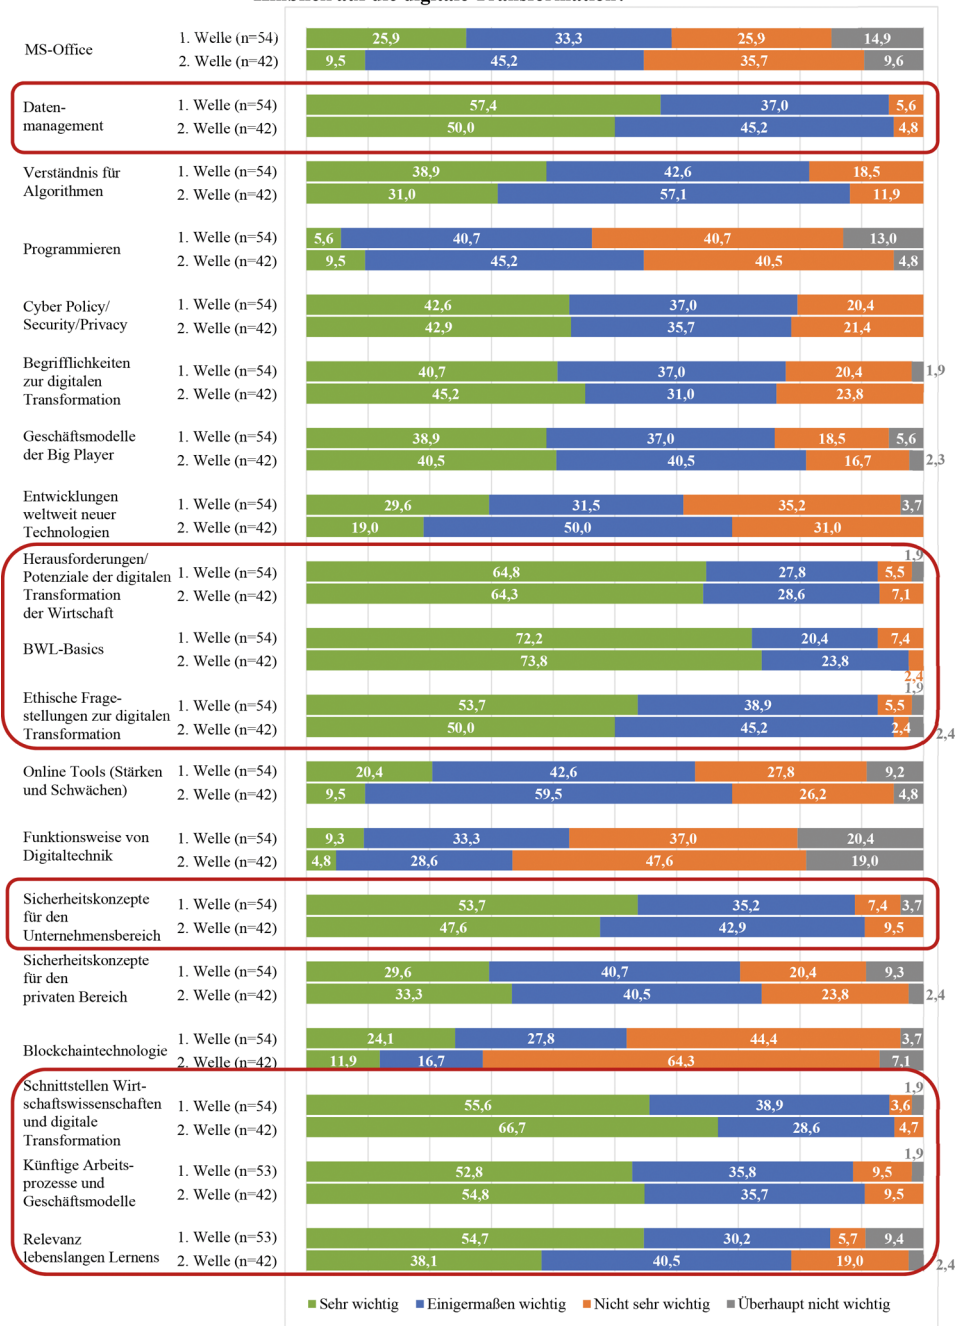 Hinblick auf die digitale Transformation?
MS-Office
1. Welle (n=54)
25,9 33,3 25,9 14,9
2. Welle (n=42)
9,5 45,2 35,7 9,6
Daten-
management
1. Welle (n=54)
57,4 37,0 5,6
2. Welle (n=42)
50,0 45,2 4,8
Verständnis für
Algorithmen
1. Welle (n=54)
38,9 42,6 18,5
2. Welle (n=42)
31,0 57,1 11,9
Programmieren
1. Welle (n=54)
5,6 40,7 40,7 13,0
2. Welle (n=42)
9,5 45,2 40,5 4,8
Cyber Policy/
Security/Privacy
1. Welle (n=54)
42,6 37,0 20,4
2. Welle (n=42)
42,9 35,7 21,4
Begrifflichkeiten
zur digitalen
Transformation
1. Welle (n=54)
40,7 37,0 20,4 1,9
2. Welle (n=42)
45,2 31,0 23,8
Geschäftsmodelle
der Big Player
1. Welle (n=54)
38,9 37,0 18,5 5,6
2. Welle (n=42)
40,5 40,5 16,7 2,3
Entwicklungen
weltweit neuer
Technologien
1. Welle (n=54)
29,6 31,5 35,2 3,7
2. Welle (n=42)
19,0 50,0 31,0
Herausforderungen/
Potenziale der digitalen
Transformation
der Wirtschaft
1. Welle (n=54)
64,8 27,8 5,5 1,9
2. Welle (n=42)
64,3 28,6 7,1
BWL-Basics
1. Welle (n=54)
72,2 20,4 7,4
2. Welle (n=42)
73,8 23,8 2,4
Ethische Frage-
stellungen zur digitalen
Transformation
1. Welle (n=54)
53,7 38,9 5,5 1,9
2. Welle (n=42)
50,0 45,2 2,4 2,4
Online Tools (Stärken
und Schwächen)
1. Welle (n=54)
20,4 42,6 27,8 9,2
2. Welle (n=42)
9,5 59,5 26,2 4,8
Funktionsweise von
Digitaltechnik
1. Welle (n=54)
9,3 33,3 37,0 20,4
2. Welle (n=42)
4,8 28,6 47,6 19,0
Sicherheitskonzepte
für den
Unternehmensbereich
1. Welle (n=54)
53,7 35,2 7,4 3,7
2. Welle (n=42)
47,6 42,9 9,5
Sicherheitskonzepte
für den
privaten Bereich
1. Welle (n=54)
29,6 40,7 20,4 9,3
2. Welle (n=42)
33,3 40,5 23,8 2,4
Blockchaintechnologie
1. Welle (n=54)
24,1 27,8 44,4 3,7
2. Welle (n=42)
11,9 16,7 64,3 7,1
Schnittstellen Wirt-
schaftswissenschaften
und digitale
Transformation
1. Welle (n=54)
55,6 38,9 3,6 1,9
2. Welle (n=42)
66,7 28,6 4,7
Künftige Arbeits-
prozesse und
Geschäftsmodelle
1. Welle (n=53)
52,8 35,8 9,5 1,9
2. Welle (n=42)
54,8 35,7 9,5
Relevanz
lebenslangen Lernens
1. Welle (n=53)
54,7 30,2 5,7 9,4
2. Welle (n=42)
38,1 40,5 19,0 2,4
Sehr wichtig Einigermaßen wichtig Nicht sehr wichtig Überhaupt nicht wichtig